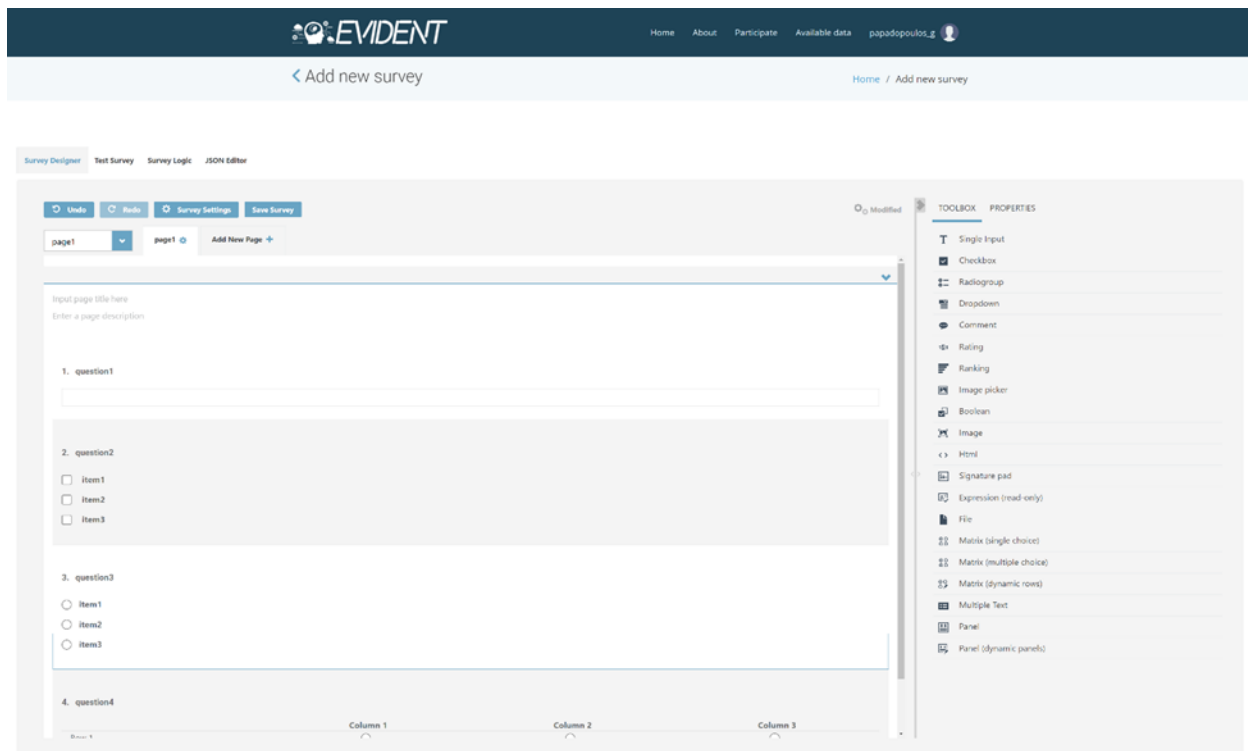 EVIDENT
Home About Participate Available data papadopoulos_g
Add new survey
Home / Add new survey
Survey Designer Test Survey Survey Logic JSON Editor
Undo Redo Survey Settings Save Survey
Modified
page1 page1 Add New Page +
Input page title here
Enter a page description
1. question1
2. question2
item1
item2
item3
3. question3
item1
item2
item3
4. question4
Column 1 Column 2 Column 3
Row 1
TOOLBOX PROPERTIES
Single Input
Checkbox
Radiogroup
Dropdown
Comment
Rating
Ranking
Image picker
Boolean
Image
Html
Signature pad
Expression (read-only)
File
Matrix (single choice)
Matrix (multiple choice)
Matrix (dynamic rows)
Multiple Text
Panel
Panel (dynamic panels)